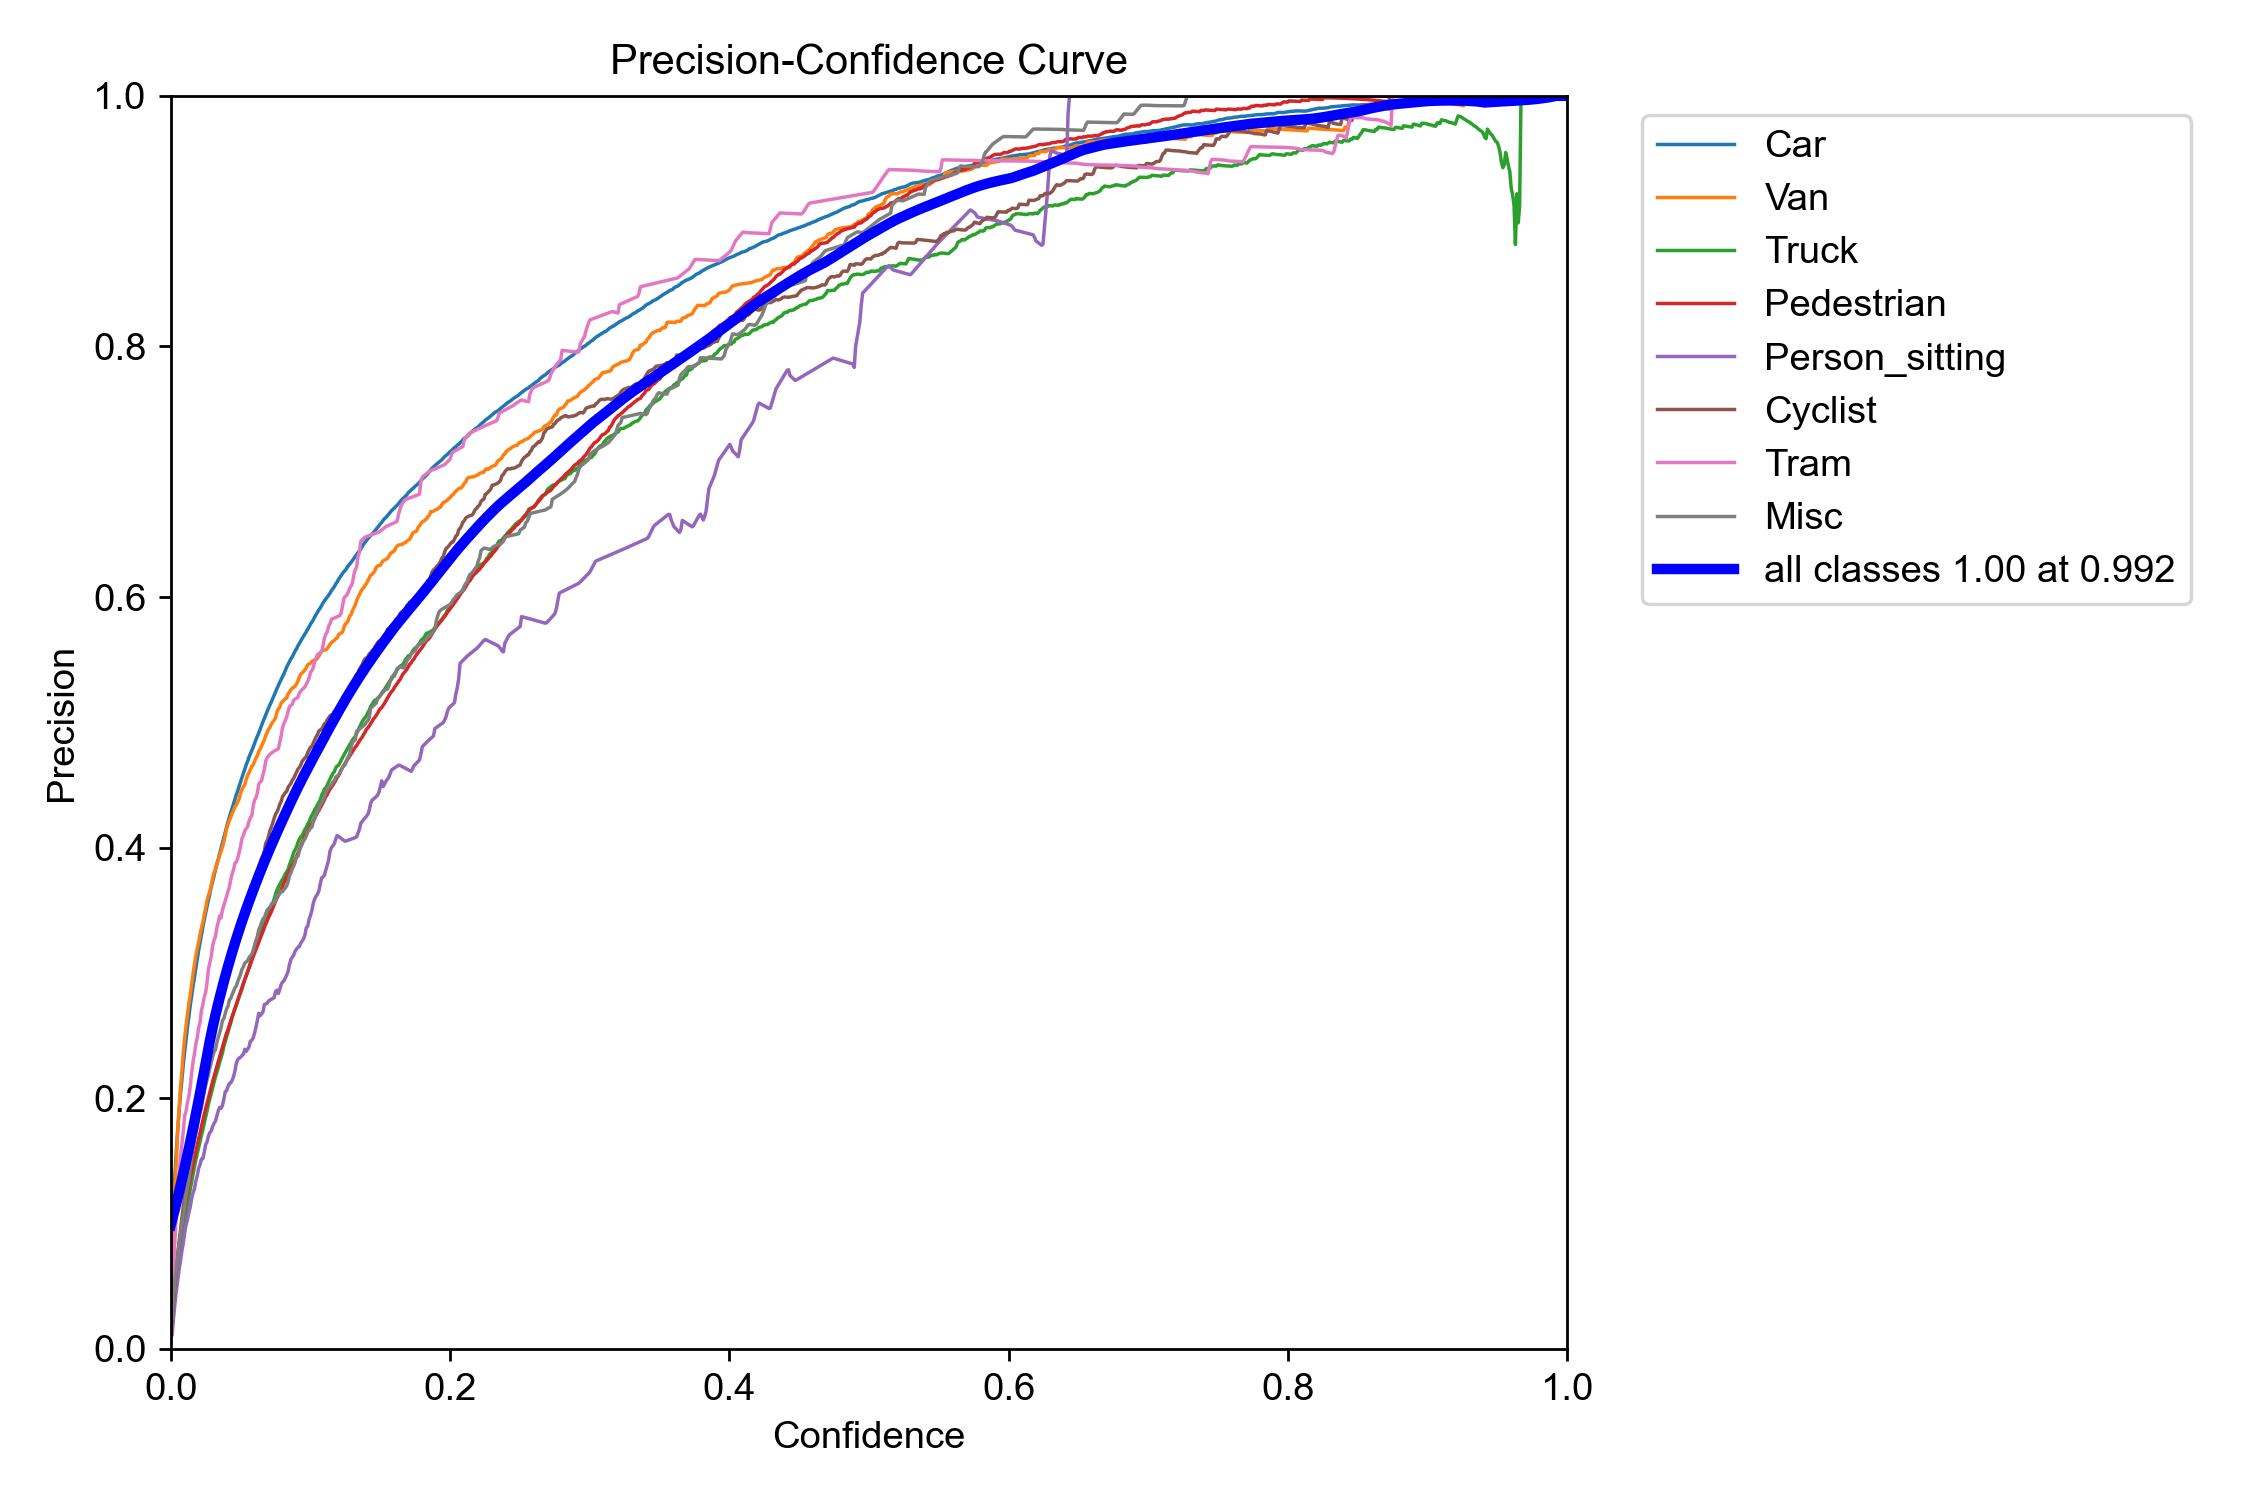 Precision-Confidence Curve
1.0
0.8
0.6
0.4
0.2
0.0
Precision
0.0 0.2 0.4 0.6 0.8 1.0
Confidence
Car
Van
Truck
Pedestrian
Person_sitting
Cyclist
Tram
Misc
all classes 1.00 at 0.992